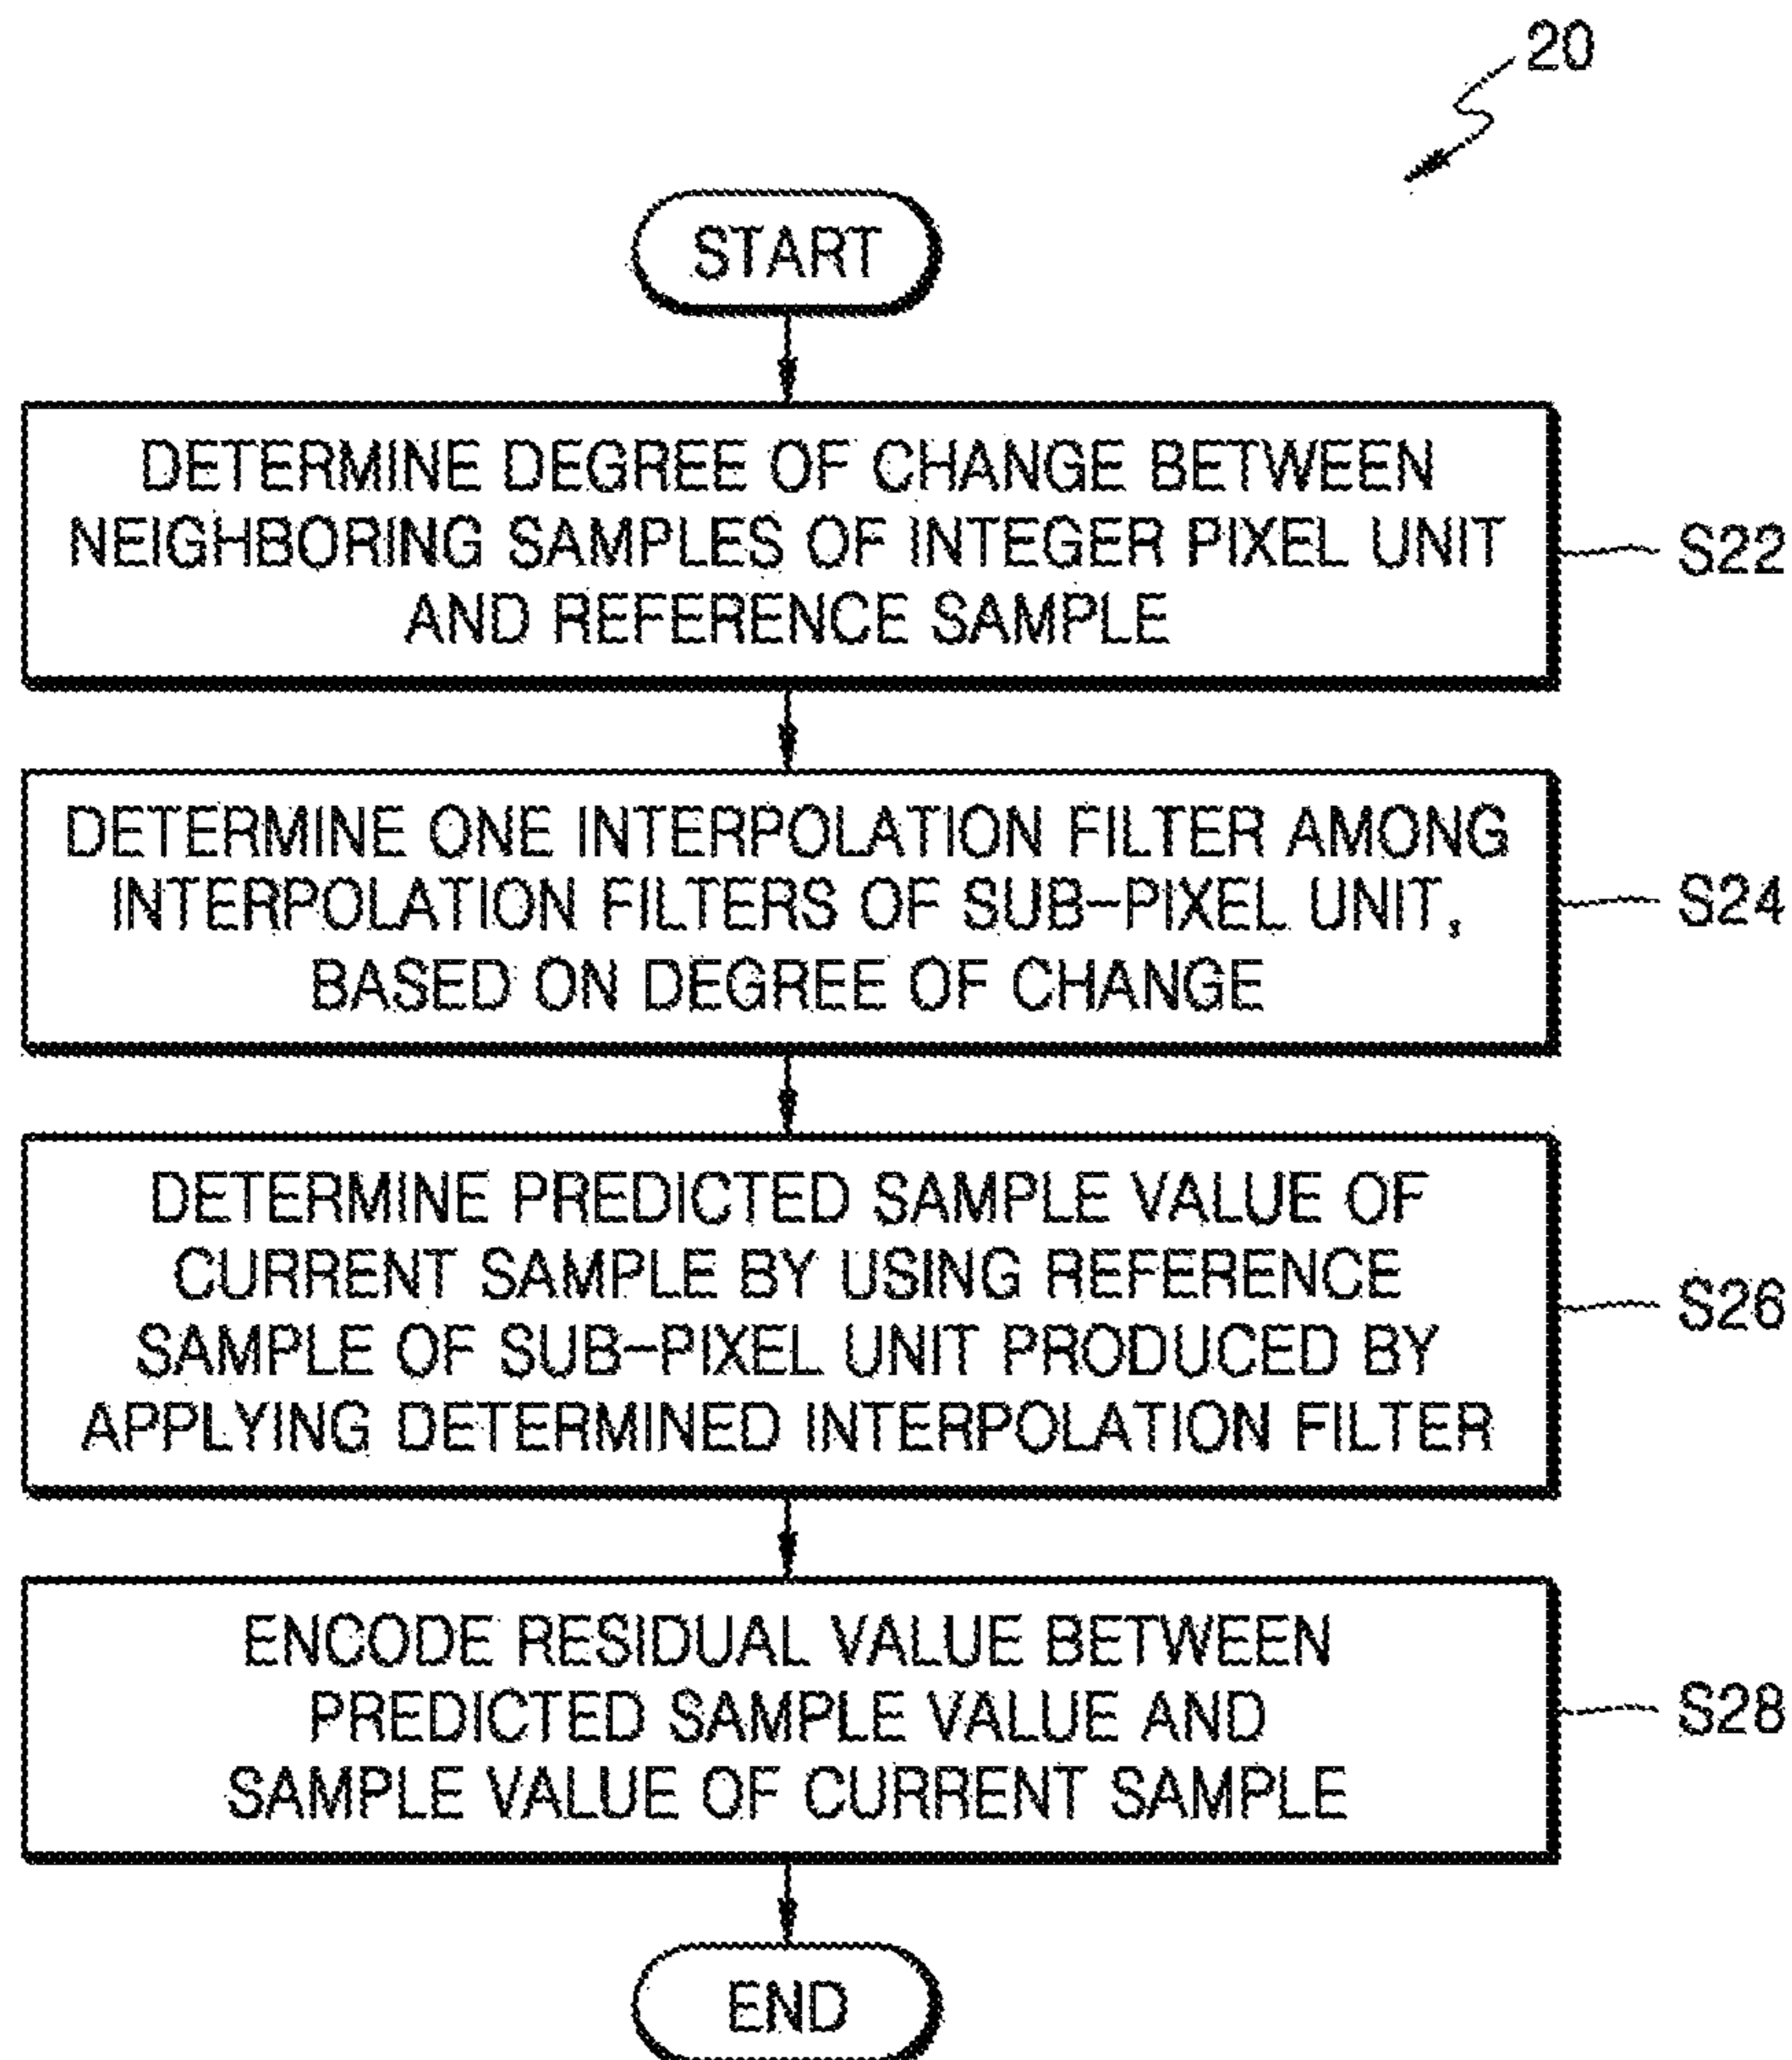 20
START
DETERMINE DEGREE OF CHANGE BETWEEN
NEIGHBORING SAMPLES OF INTEGER PIXEL UNIT
AND REFERENCE SAMPLE
S22
DETERMINE ONE INTERPOLATION FILTER AMONG
INTERPOLATION FILTERS OF SUB-PIXEL UNIT,
BASED ON DEGREE OF CHANGE
S24
DETERMINE PREDICTED SAMPLE VALUE OF
CURRENT SAMPLE BY USING REFERENCE
SAMPLE OF SUB-PIXEL UNIT PRODUCED BY
APPLYING DETERMINED INTERPOLATION FILTER
S26
ENCODE RESIDUAL VALUE BETWEEN
PREDICTED SAMPLE VALUE AND
SAMPLE VALUE OF CURRENT SAMPLE
S28
END